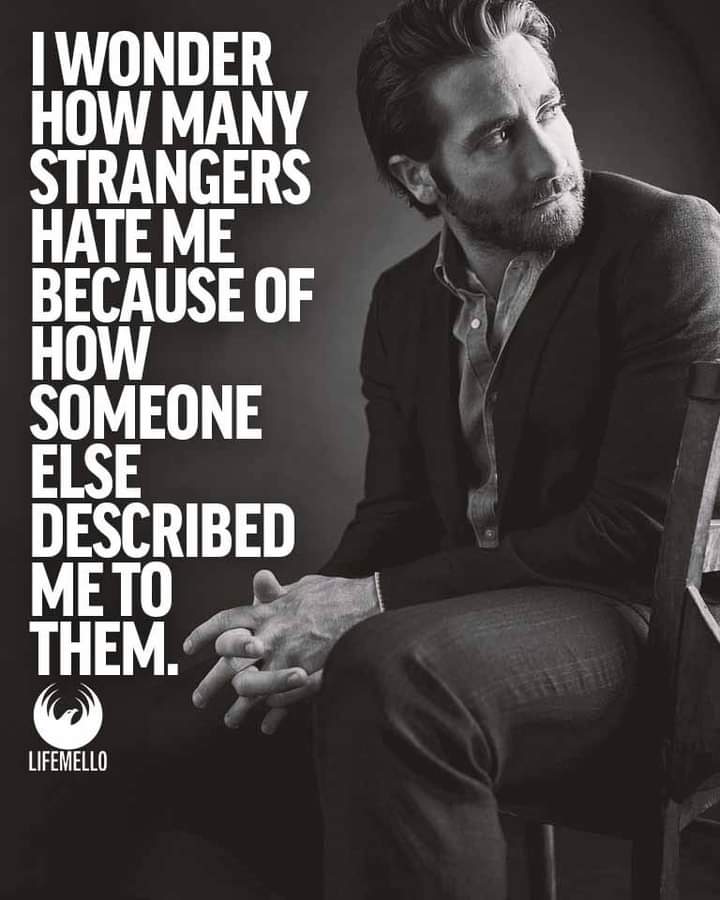 I WONDER
HOW MANY
STRANGERS
HATE ME
BECAUSE OF
HOW
SOMEONE
ELSE
DESCRIBED
ME TO
THEM.
LIFEMELLO